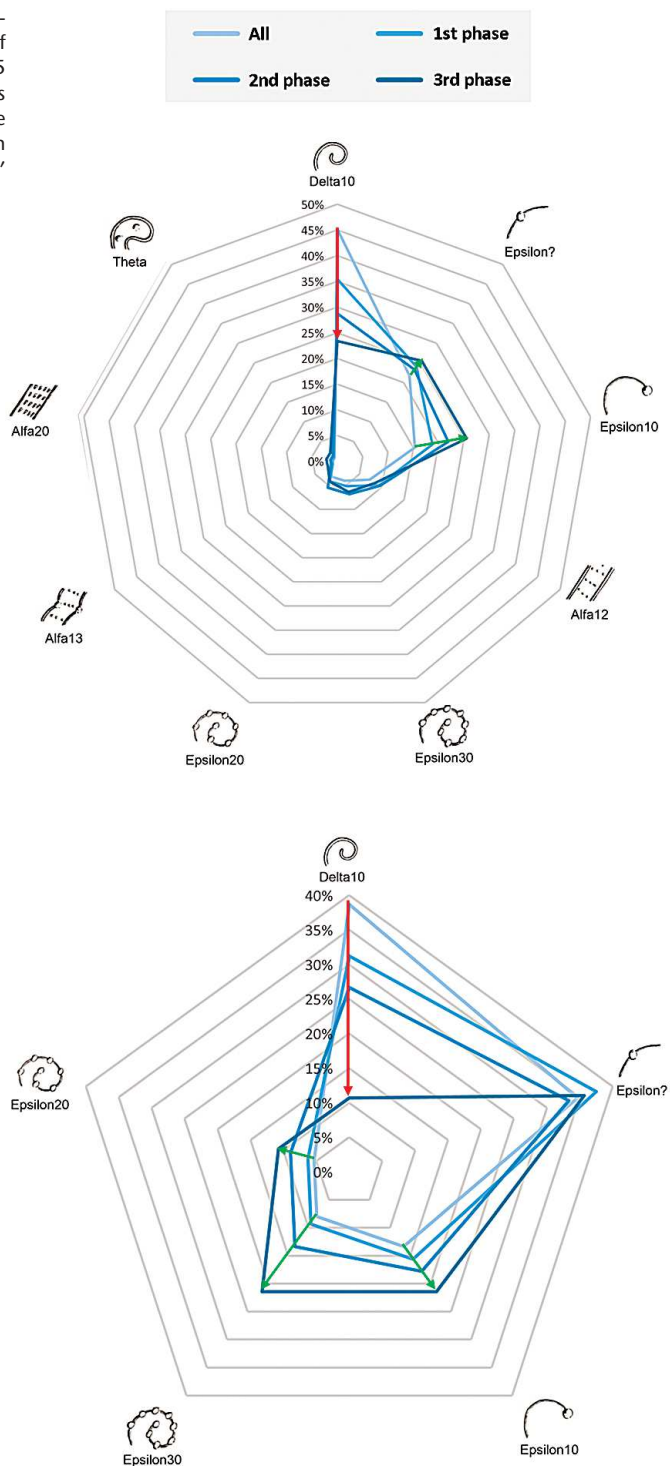 f
5
s
e
n
All
1st phase
2nd phase
3rd phase
Delta10
50%
45%
40%
35%
30%
25%
20%
15%
10%
5%
0%
Epsilon?
Epsilon10
Alfa12
Epsilon30
Epsilon20
Alfa13
Alfa20
Theta
Delta10
40%
35%
30%
25%
20%
15%
10%
5%
0%
Epsilon?
Epsilon10
Epsilon30
Epsilon20